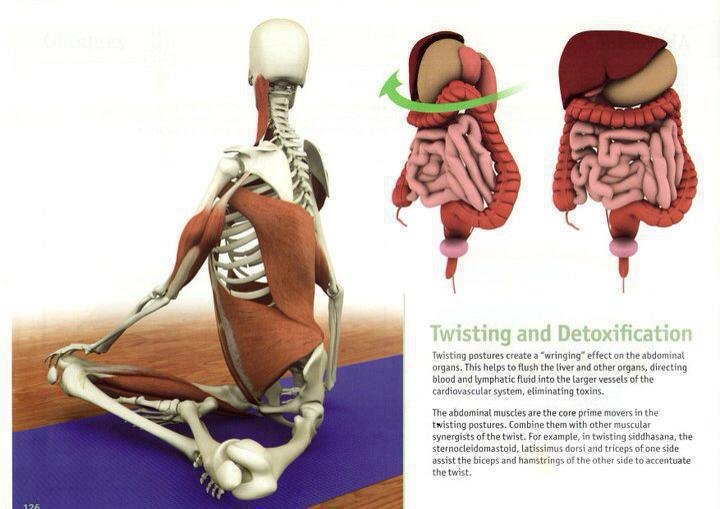 Obliques
Twisting and Detoxification
Twisting postures create a "wringing" effect on the abdominal
organs. This helps to flush the liver and other organs, directing
blood and lymphatic fluid into the larger vessels of the
cardiovascular system, eliminating toxins.
The abdominal muscles are the core prime movers in the
twisting postures. Combine them with other muscular
synergists of the twist. For example, in twisting siddhasana, the
sternocleidomastoid, latissimus dorsi and triceps of one side
assist the biceps and hamstrings of the other side to accentuate
the twist.
126